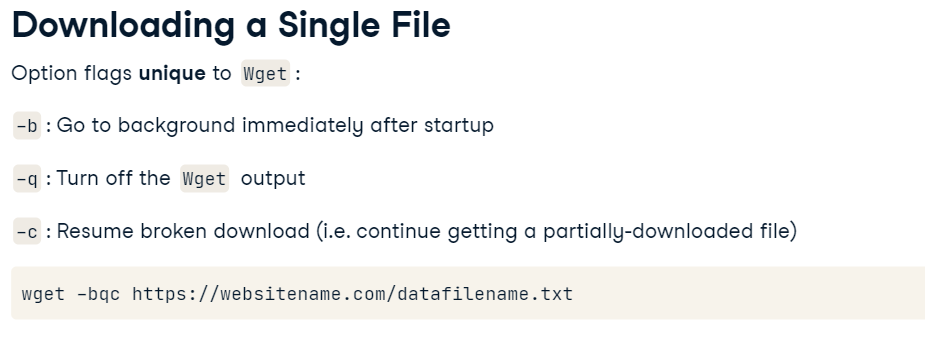 Downloading a Single File
Option flags unique to Wget :
-b : Go to background immediately after startup
-q : Turn off the Wget output
-c : Resume broken download (i.e. continue getting a partially-downloaded file)
wget -bqc https://websitename.com/datafilename.txt